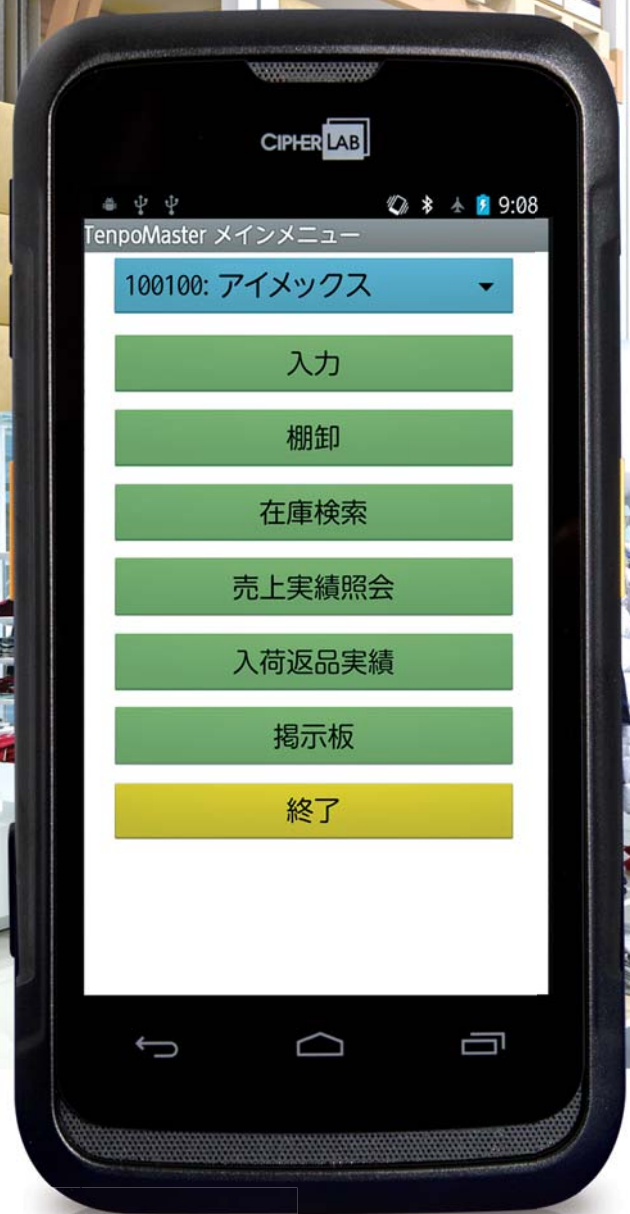 CIPHERLAB
9:08
TenpoMaster メインメニュー
100100: アイメックス
入力
棚卸
在庫検索
売上実績照会
入荷返品実績
掲示板
終了